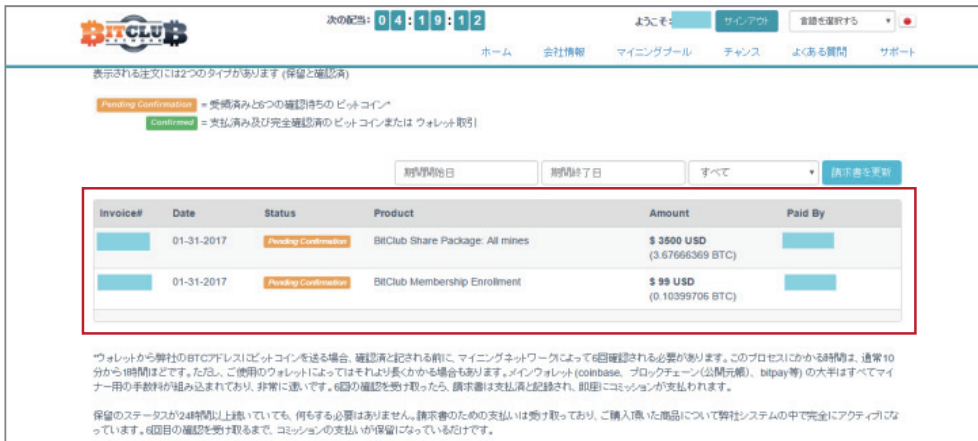 BITCLUB
NETWORK
次の配当: 04:19:12
ようこそ:
サインアウト
言語を選択する
ホーム 会社情報 マイニングプール チャンス よくある質問 サポート
表示される注文には2つのタイプがあります (保留と確認済)
Pending Confirmation = 受領済みと6つの確認待ちの ビットコイン*
Confirmed = 支払済み及び完全確認済のビットコインまたは ウォレット取引
期間開始日 期間終了日 すべて 請求書を更新
Invoice# Date Status Product Amount Paid By
01-31-2017 Pending Confirmation BitClub Share Package: All mines $ 3500 USD
(3.67666369 BTC)
01-31-2017 Pending Confirmation BitClub Membership Enrollment $ 99 USD
(0.10399706 BTC)
*ウォレットから弊社のBTCアドレスにビットコインを送る場合、確認済と記される前に、マイニングネットワークによって6回確認される必要があります。このプロセスにかかる時間は、通常10
分から1時間ほどです。ただし、ご使用のウォレットによってはそれより長くかかる場合もあります。メインウォレット(coinbase、ブロックチェーン(公開元帳)、bitpay等) の大半はすべてマイ
ナー用の手数料が組み込まれており、非常に速いです。6回の確認を受け取ったら、請求書は支払済と記録され、即座にコミッションが支払われます。
保留のステータスが24時間以上続いていても、何もする必要はありません。請求書のための支払いは受け取っており、ご購入頂いた商品について弊社システムの中で完全にアクティブにな
っています。6回目の確認を受け取るまで、コミッションの支払いが保留になっているだけです。